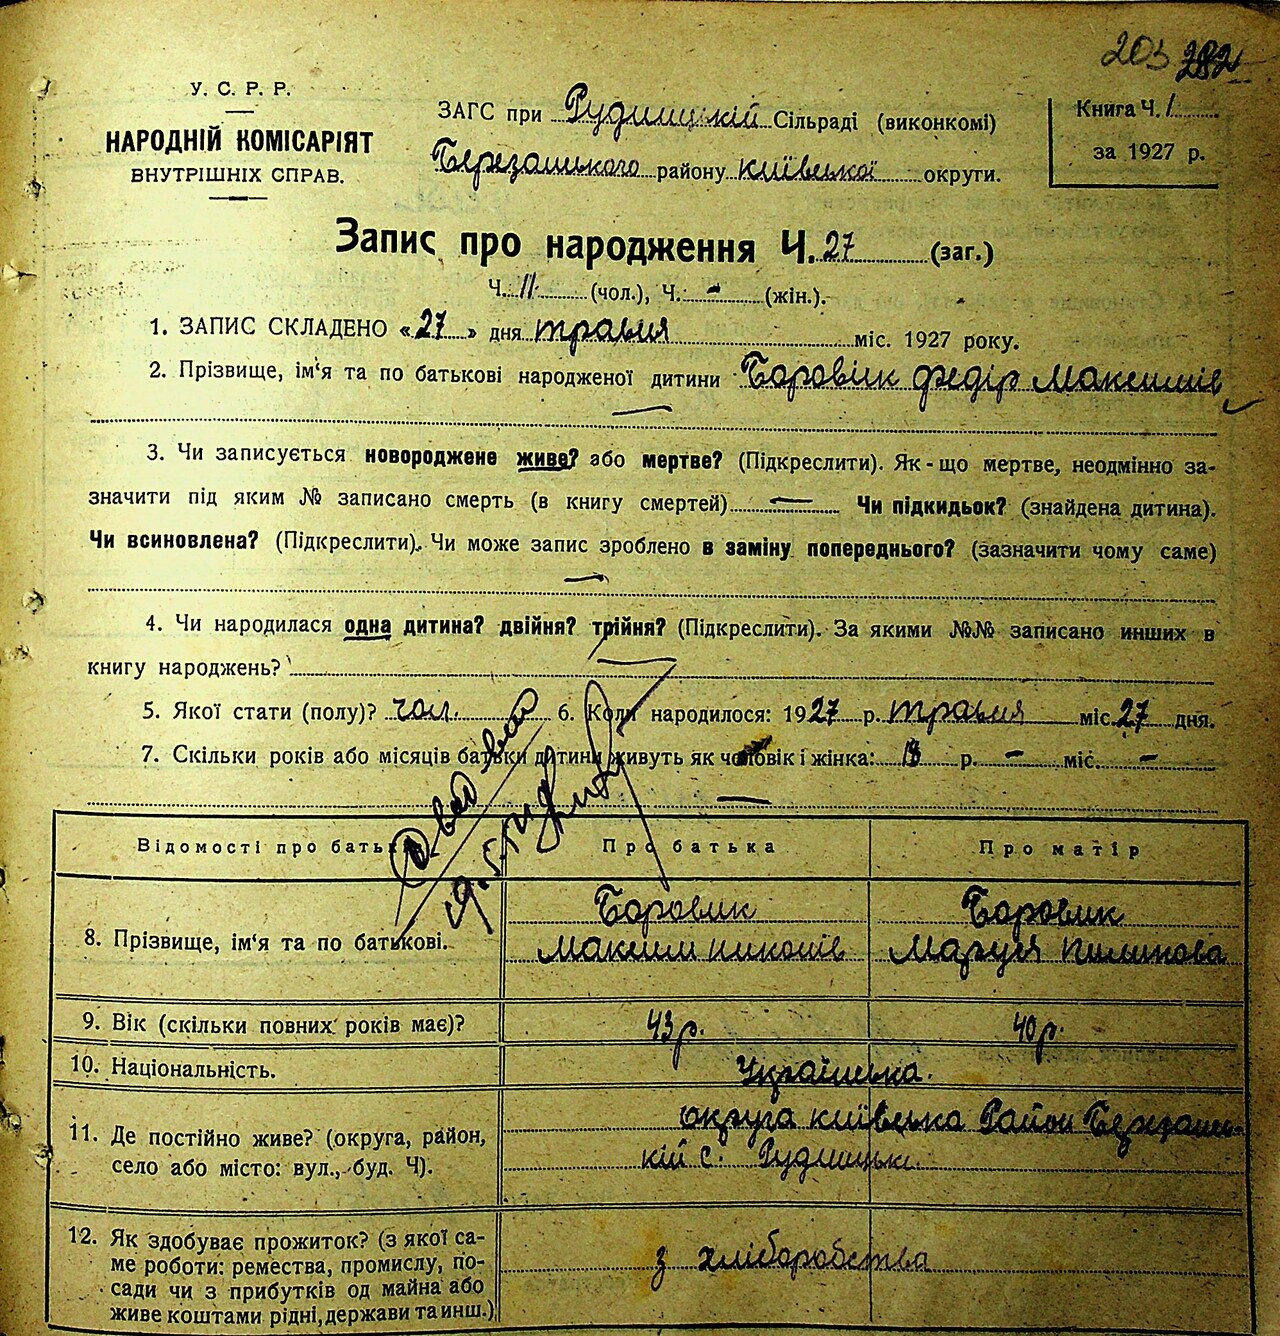 203 282
У. С. Р. Р.
НАРОДНІЙ КОМІСАРІЯТ
ВНУТРІШНІХ СПРАВ.
ЗАГС при Рудницькій Сільраді (виконкомі)
Березанського району Київської округи.
Книга Ч. 1
за 1927 р.
Запис про народження Ч. 27 (заг.)
Ч. 11 (чол.), Ч. - (жін.).
1. ЗАПИС СКЛАДЕНО «27» дня травня міс. 1927 року.
2. Прізвище, ім'я та по батькові народженої дитини Боровік Федір Максимів
3. Чи записується новороджене живе? або мертве? (Підкреслити). Як-що мертве, неодмінно за-
значити під яким № записано смерть (в книгу смертей) — Чи підкидьок? (знайдена дитина).
Чи всиновлена? (Підкреслити). Чи може запис зроблено в заміну попереднього? (зазначити чому саме)
—
4. Чи народилася одна дитина? двійня? трійня? (Підкреслити). За якими №№ записано инших в
книгу народжень? —
5. Якої стати (полу)? чол. 6. Коли народилося: 1927 р. травня міс. 27 дня.
7. Скільки років або місяців батьки дитини живуть як чоловік і жінка: 18 р. - міс. -
—
Відомості про батьків Про батька Про матір
8. Прізвище, ім'я та по батькові.
Боровик
Максим Никонів
Боровик
Маруся Пилипова
9. Вік (скільки повних років має)? 43 р. 40 р.
10. Національність. Українська.
11. Де постійно живе? (округа, район,
село або місто: вул., буд. Ч).
округа київська Район Березансь-
кій с. Рудницьке.
12. Як здобуває прожиток? (з якої са-
ме роботи: ремества, промислу, по-
сади чи з прибутків од майна або
живе коштами рідні, держави та инш.)
з хліборобства